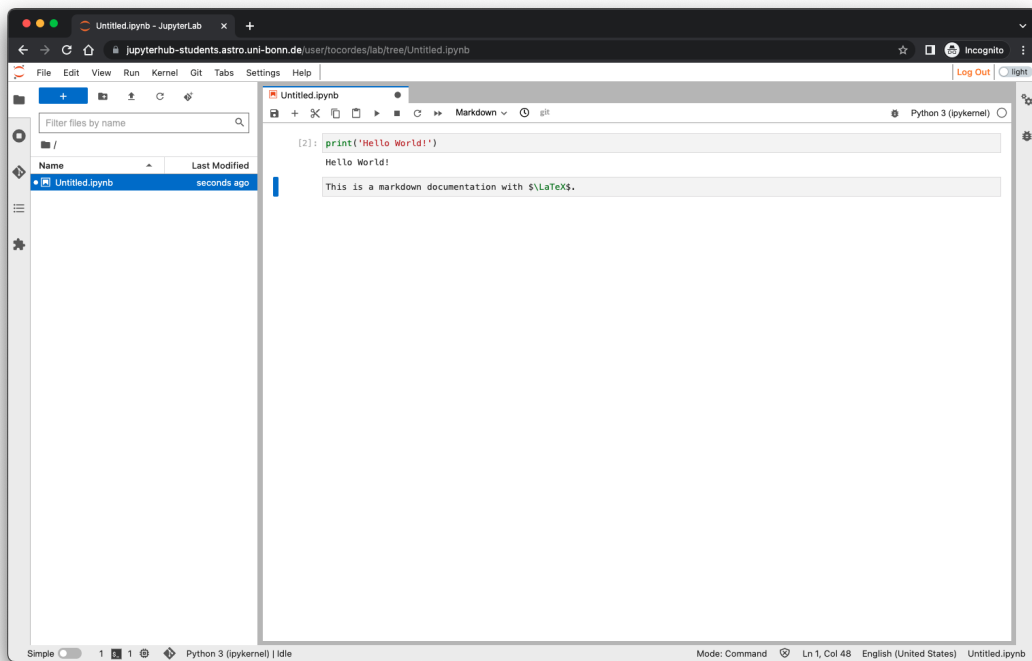 Untitled.ipynb - JupyterLab
jupyterhub-students.astro.uni-bonn.de/user/tocordes/lab/tree/Untitled.ipynb
Incognito
File Edit View Run Kernel Git Tabs Settings Help
Log Out light
Untitled.ipynb
Filter files by name
Markdown
git
Python 3 (ipykernel)
/
Name Last Modified
Untitled.ipynb seconds ago
[2]: print('Hello World!')
Hello World!
This is a markdown documentation with $\LaTeX$.
Simple 1 $_ 1 Python 3 (ipykernel) | Idle
Mode: Command Ln 1, Col 48 English (United States) Untitled.ipynb